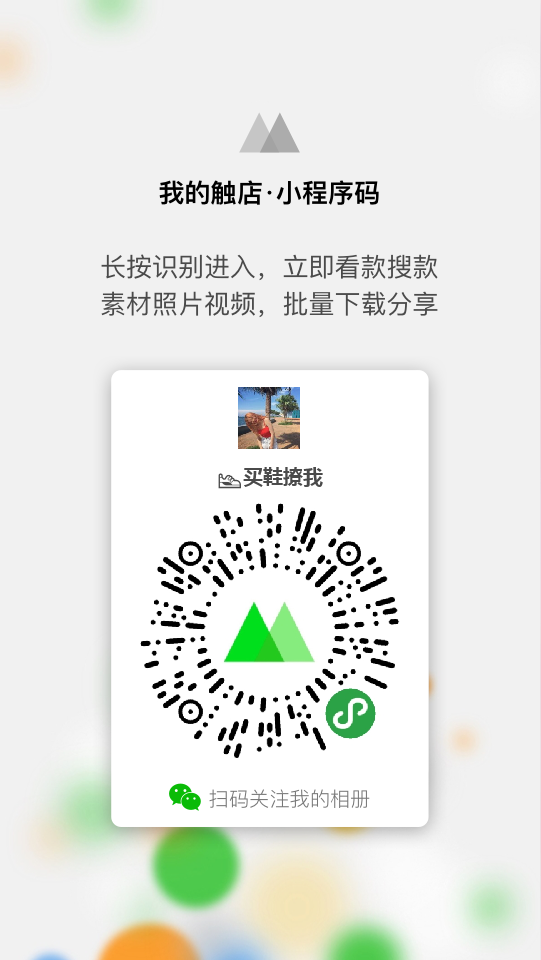 我的触店·小程序码
长按识别进入，立即看款搜款
素材照片视频，批量下载分享
👟买鞋撩我
扫码关注我的相册